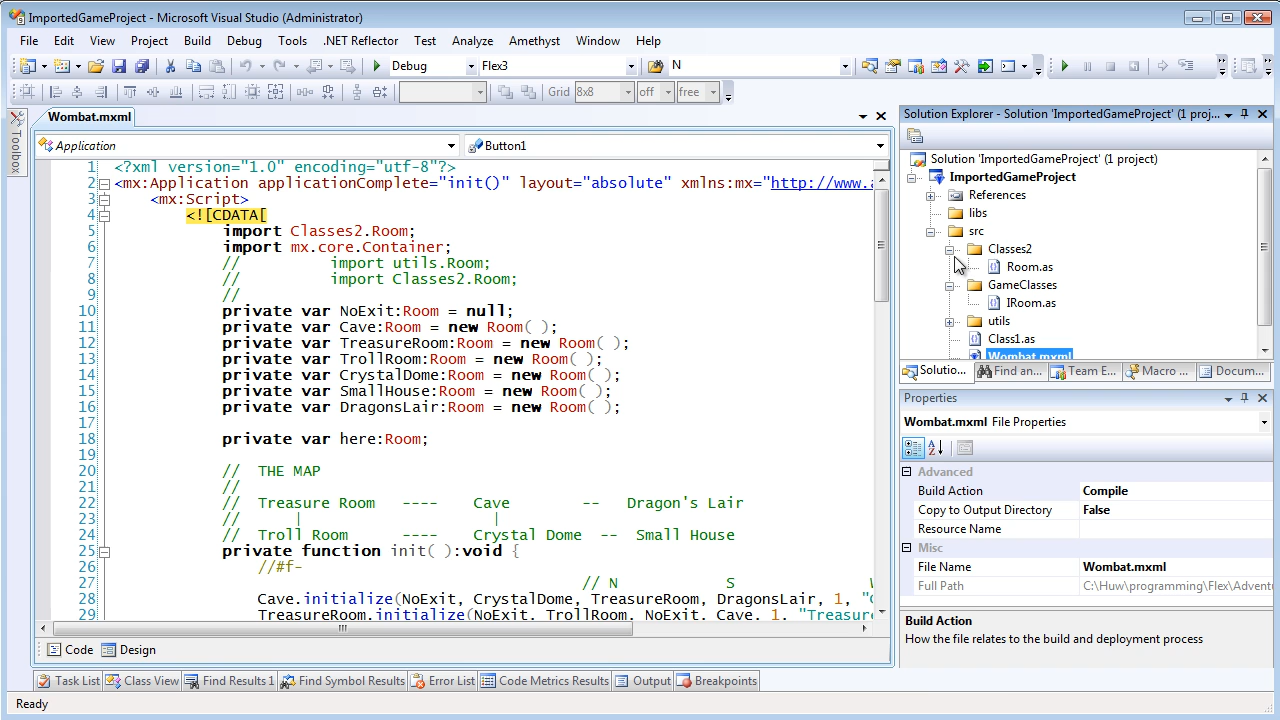 ImportedGameProject - Microsoft Visual Studio (Administrator)
File Edit View Project Build Debug Tools .NET Reflector Test Analyze Amethyst Window Help
Debug Flex3 N
Grid 8x8 off free
Toolbox
Wombat.mxml
Application Button1
1 <?xml version="1.0" encoding="utf-8"?>
2 <mx:Application applicationComplete="init()" layout="absolute" xmlns:mx="http://www.a
3 <mx:Script>
4 <![CDATA[
5 import Classes2.Room;
6 import mx.core.Container;
7 // import utils.Room;
8 // import Classes2.Room;
9 //
10 private var NoExit:Room = null;
11 private var Cave:Room = new Room( );
12 private var TreasureRoom:Room = new Room( );
13 private var TrollRoom:Room = new Room( );
14 private var CrystalDome:Room = new Room( );
15 private var SmallHouse:Room = new Room( );
16 private var DragonsLair:Room = new Room( );
17
18 private var here:Room;
19
20 // THE MAP
21 //
22 // Treasure Room ---- Cave -- Dragon's Lair
23 // | |
24 // Troll Room ---- Crystal Dome -- Small House
25 private function init( ):void {
26 //#f-
27 // N S W
28 Cave.initialize(NoExit, CrystalDome, TreasureRoom, DragonsLair, 1, "C
29 TreasureRoom.initialize(NoExit, TrollRoom, NoExit, Cave, 1, "Treasure
Code Design
Solution Explorer - Solution 'ImportedGameProject' (1 proj...
Solution 'ImportedGameProject' (1 project)
ImportedGameProject
References
libs
src
Classes2
Room.as
GameClasses
IRoom.as
utils
Class1.as
Wombat.mxml
Solutio... Find an... Team E... Macro ... Docum...
Properties
Wombat.mxml File Properties
Advanced
Build Action Compile
Copy to Output Directory False
Resource Name
Misc
File Name Wombat.mxml
Full Path C:\Huw\programming\Flex\Advent
Build Action
How the file relates to the build and deployment process
Task List Class View Find Results 1 Find Symbol Results Error List Code Metrics Results Output Breakpoints
Ready